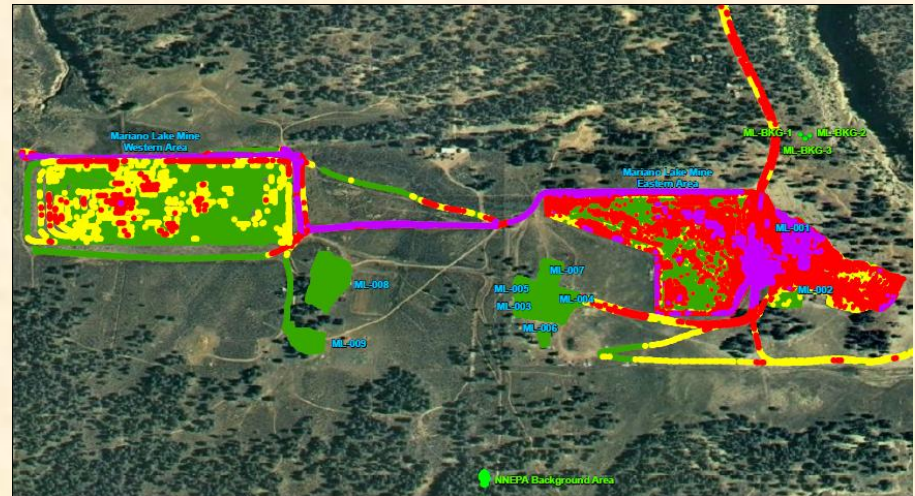 ML-BKG-1
ML-BKG-2
ML-BKG-3
Mariano Lake Mine
Western Area
Mariano Lake Mine
Eastern Area
ML-001
ML-007
ML-008
ML-005
ML-004
ML-002
ML-003
ML-006
ML-009
NNEPA Background Area